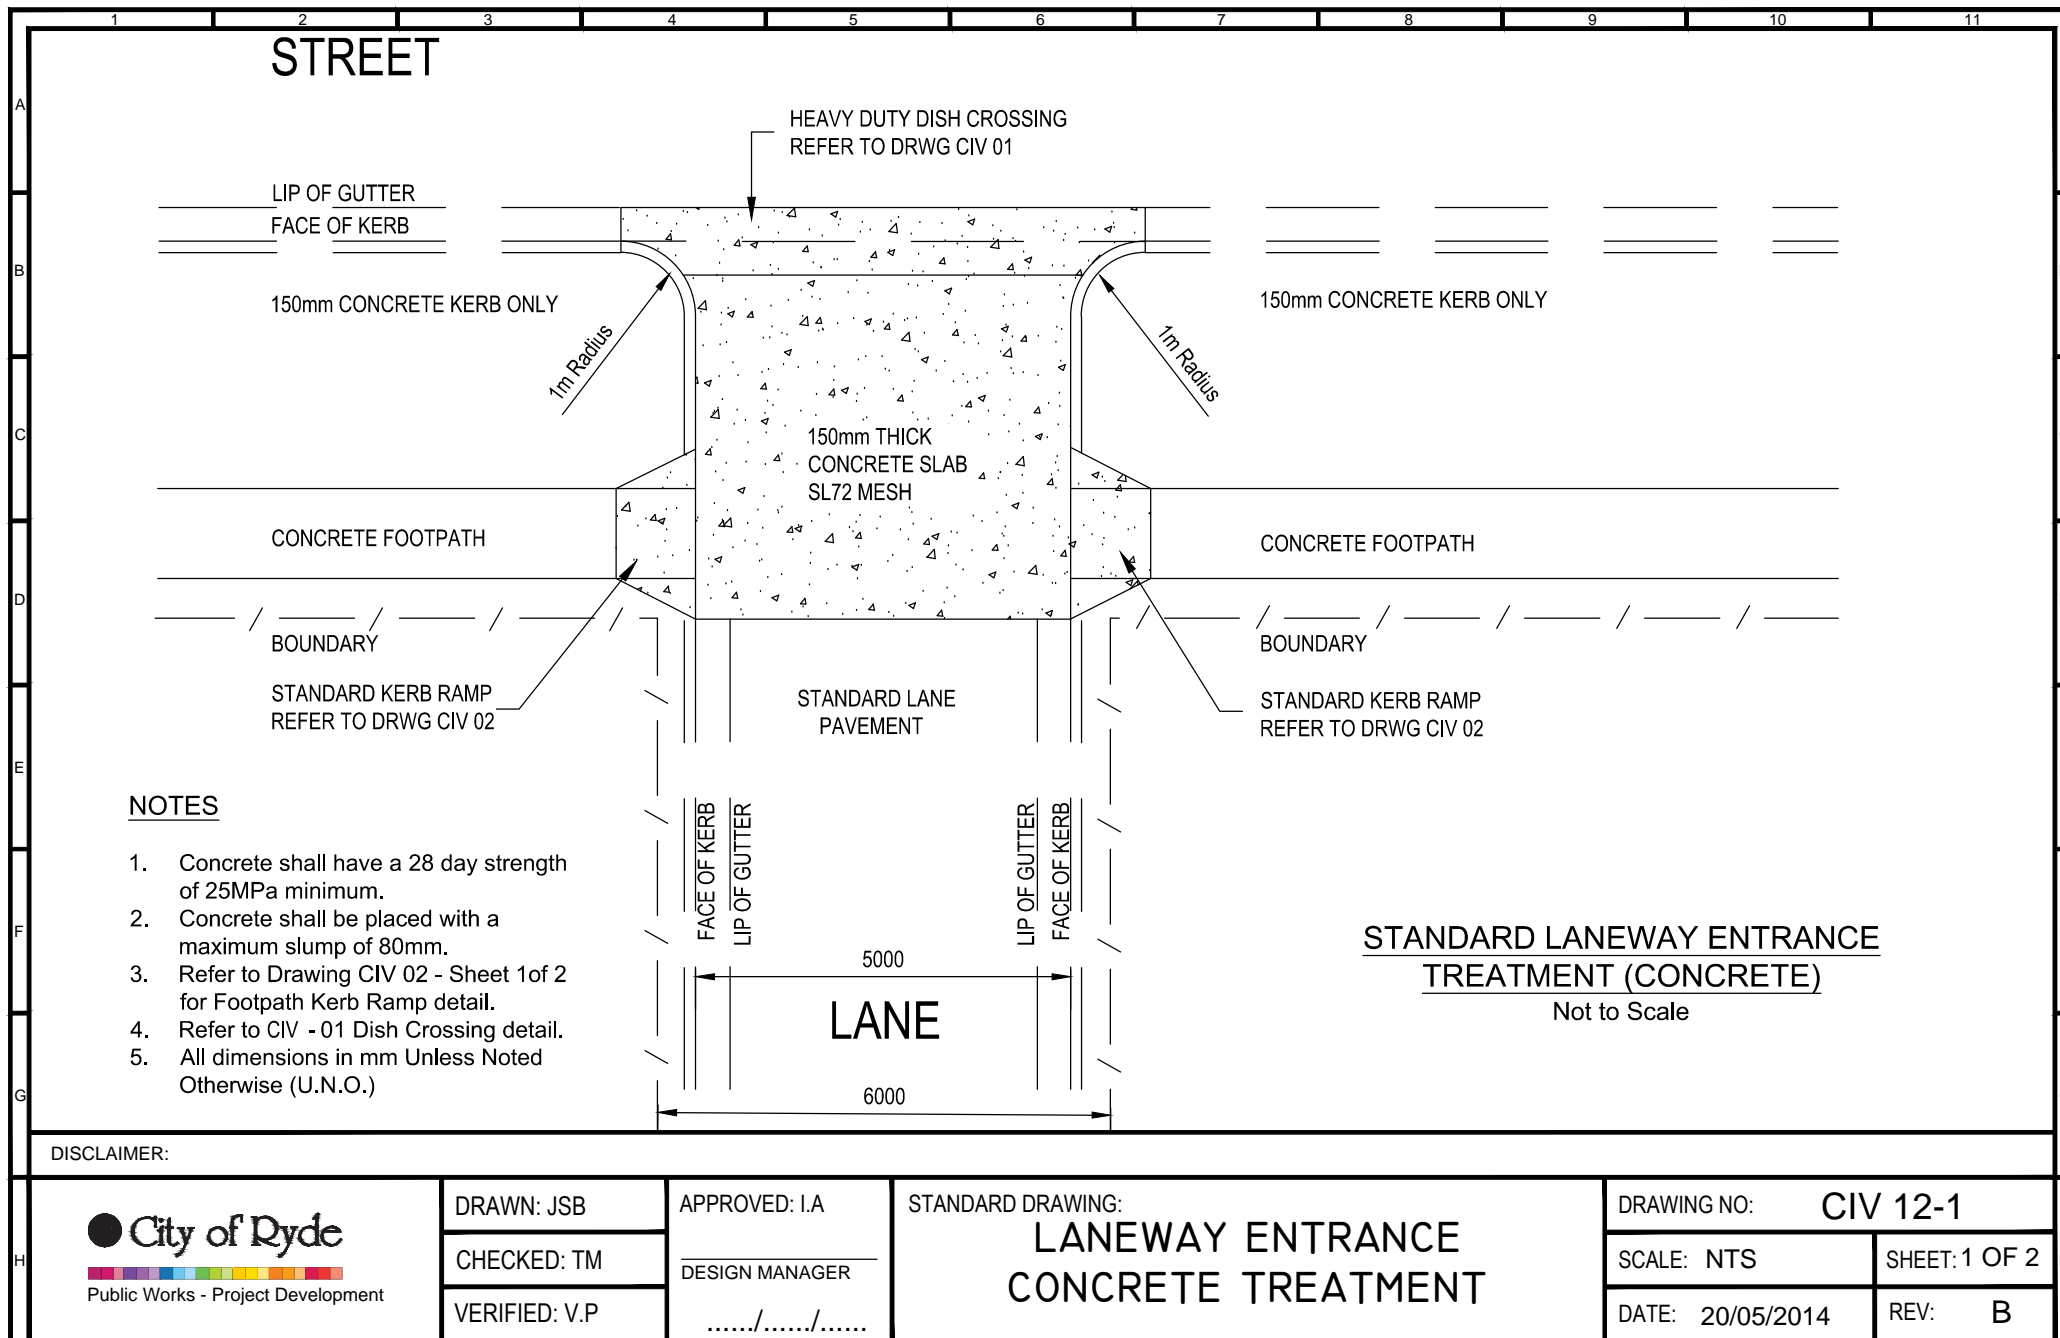 1 2 3 4 5 6 7 8 9 10 11
A
B
C
D
E
F
G
H
STREET
HEAVY DUTY DISH CROSSING
REFER TO DRWG CIV 01
LIP OF GUTTER
FACE OF KERB
150mm CONCRETE KERB ONLY
150mm CONCRETE KERB ONLY
1m Radius
1m Radius
150mm THICK
CONCRETE SLAB
SL72 MESH
CONCRETE FOOTPATH
CONCRETE FOOTPATH
BOUNDARY
BOUNDARY
STANDARD KERB RAMP
REFER TO DRWG CIV 02
STANDARD LANE
PAVEMENT
STANDARD KERB RAMP
REFER TO DRWG CIV 02
FACE OF KERB
LIP OF GUTTER
LIP OF GUTTER
FACE OF KERB
5000
LANE
6000
NOTES
1. Concrete shall have a 28 day strength
of 25MPa minimum.
2. Concrete shall be placed with a
maximum slump of 80mm.
3. Refer to Drawing CIV 02 - Sheet 1of 2
for Footpath Kerb Ramp detail.
4. Refer to CIV - 01 Dish Crossing detail.
5. All dimensions in mm Unless Noted
Otherwise (U.N.O.)
STANDARD LANEWAY ENTRANCE
TREATMENT (CONCRETE)
Not to Scale
DISCLAIMER:
City of Ryde
Public Works - Project Development
DRAWN: JSB
CHECKED: TM
VERIFIED: V.P
APPROVED: I.A
DESIGN MANAGER
....../....../......
STANDARD DRAWING:
LANEWAY ENTRANCE
CONCRETE TREATMENT
DRAWING NO: CIV 12-1
SCALE: NTS
SHEET: 1 OF 2
DATE: 20/05/2014
REV: B